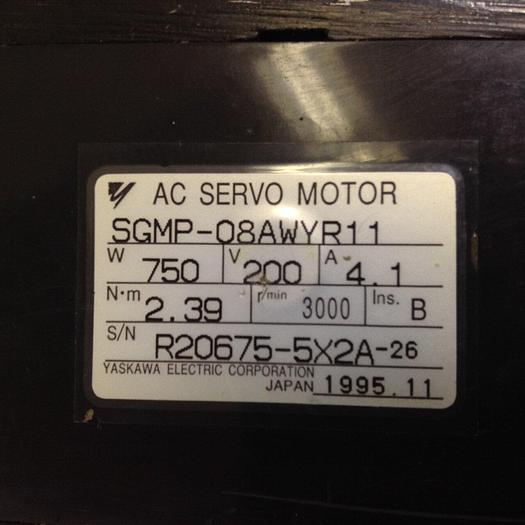 AC SERVO MOTOR
SGMP-08AWYR11
W 750 V 200 A 4.1
N·m 2.39 r/min 3000 Ins. B
S/N R20675-5X2A-26
YASKAWA ELECTRIC CORPORATION
JAPAN 1995.11